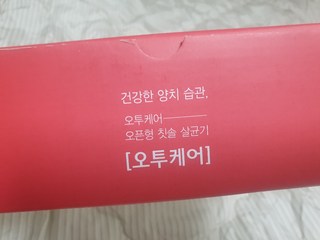 건강한 양치 습관,
오투케어
오픈형 칫솔 살균기
[오투케어]